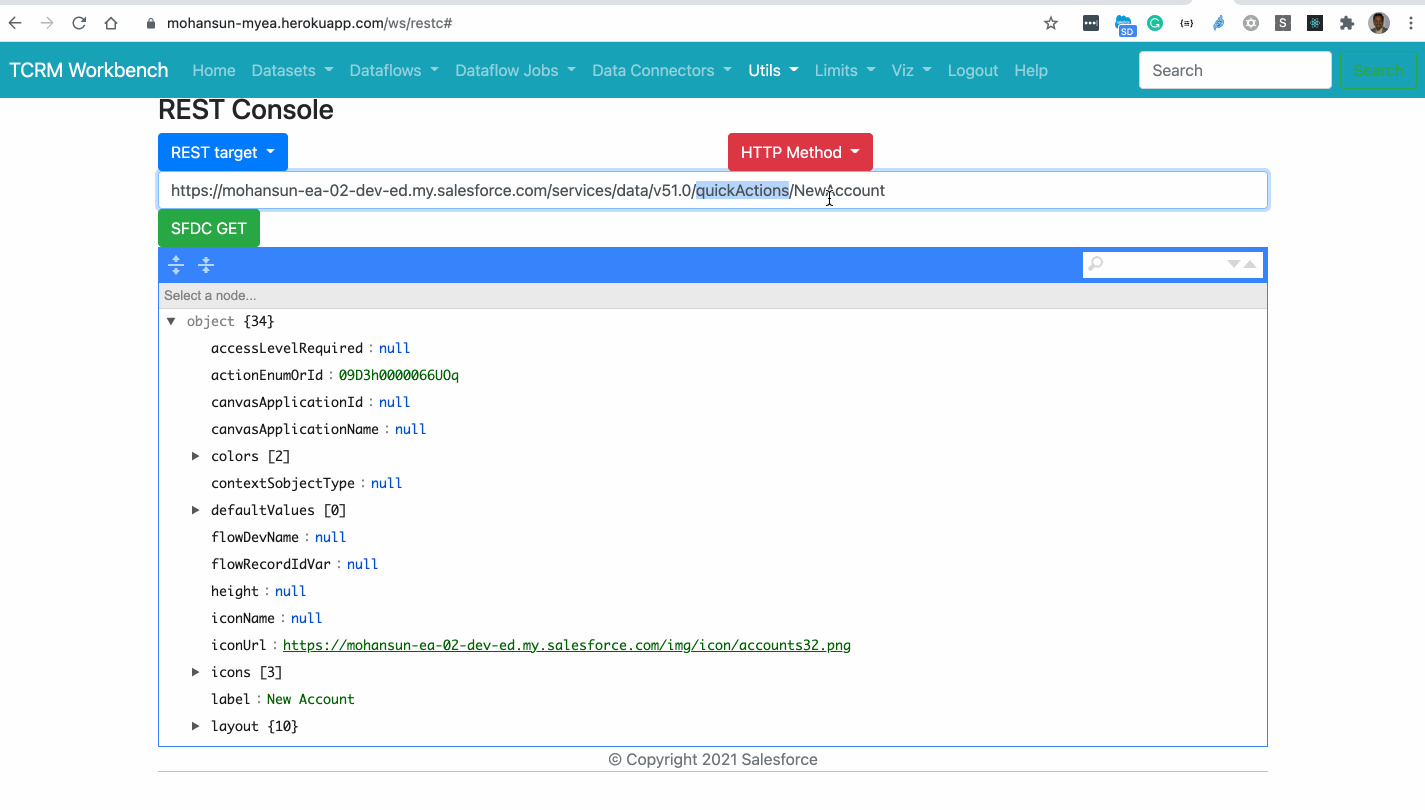 mohansun-myea.herokuapp.com/ws/restc#
SD
S
TCRM Workbench Home Datasets Dataflows Dataflow Jobs Data Connectors Utils Limits Viz Logout Help Search Search
REST Console
REST target HTTP Method
https://mohansun-ea-02-dev-ed.my.salesforce.com/services/data/v51.0/quickActions/NewAccount
SFDC GET
Select a node...
object {34}
accessLevelRequired : null
actionEnumOrId : 09D3h0000066UOq
canvasApplicationId : null
canvasApplicationName : null
colors [2]
contextSobjectType : null
defaultValues [0]
flowDevName : null
flowRecordIdVar : null
height : null
iconName : null
iconUrl : https://mohansun-ea-02-dev-ed.my.salesforce.com/img/icon/accounts32.png
icons [3]
label : New Account
layout {10}
© Copyright 2021 Salesforce